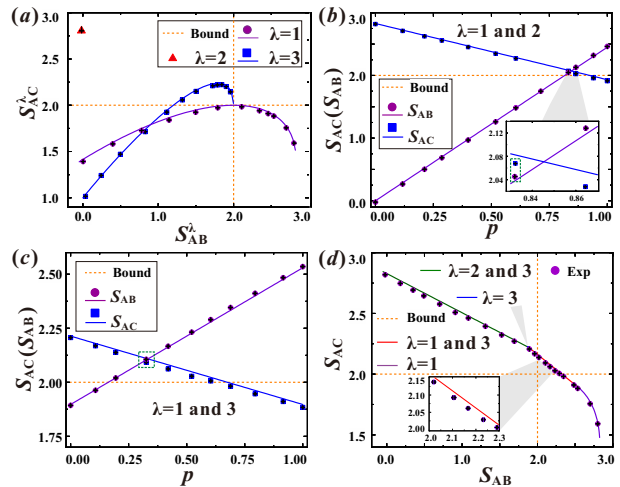 (a)
3.0
2.5
2.0
1.5
1.0
0.0
1.0
2.0
3.0
S^λ_AC
S^λ_AB
Bound
λ=1
λ=2
λ=3
(b)
λ=1 and 2
3.0
2.5
2.0
1.5
1.0
0.5
0.0
0.00
0.25
0.50
0.75
1.00
S_AC(S_AB)
p
Bound
S_AB
S_AC
2.12
2.08
2.04
0.84
0.86
(c)
2.50
2.25
2.00
1.75
0.00
0.25
0.50
0.75
1.00
S_AC(S_AB)
p
Bound
S_AB
S_AC
λ=1 and 3
(d)
3.0
2.5
2.0
1.5
0.0
0.5
1.0
1.5
2.0
2.5
3.0
S_AC
S_AB
λ=2 and 3
Exp
λ= 3
Bound
λ=1 and 3
λ=1
2.15
2.10
2.05
2.00
2.0
2.1
2.2
2.3